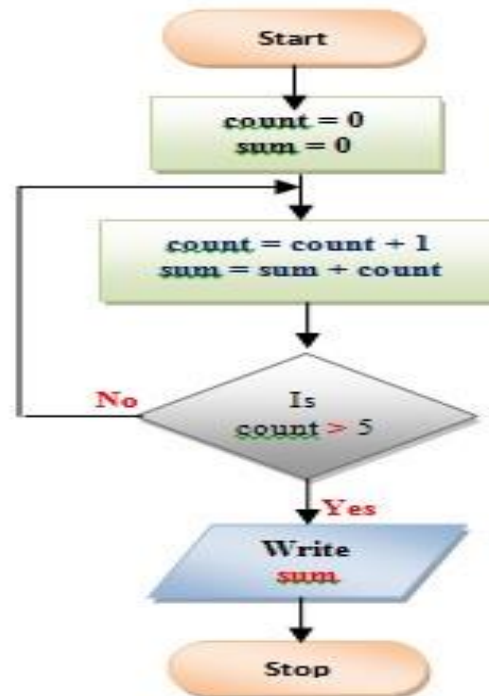 Start
count = 0
sum = 0
count = count + 1
sum = sum + count
No
Is
count > 5
Yes
Write
sum
Stop